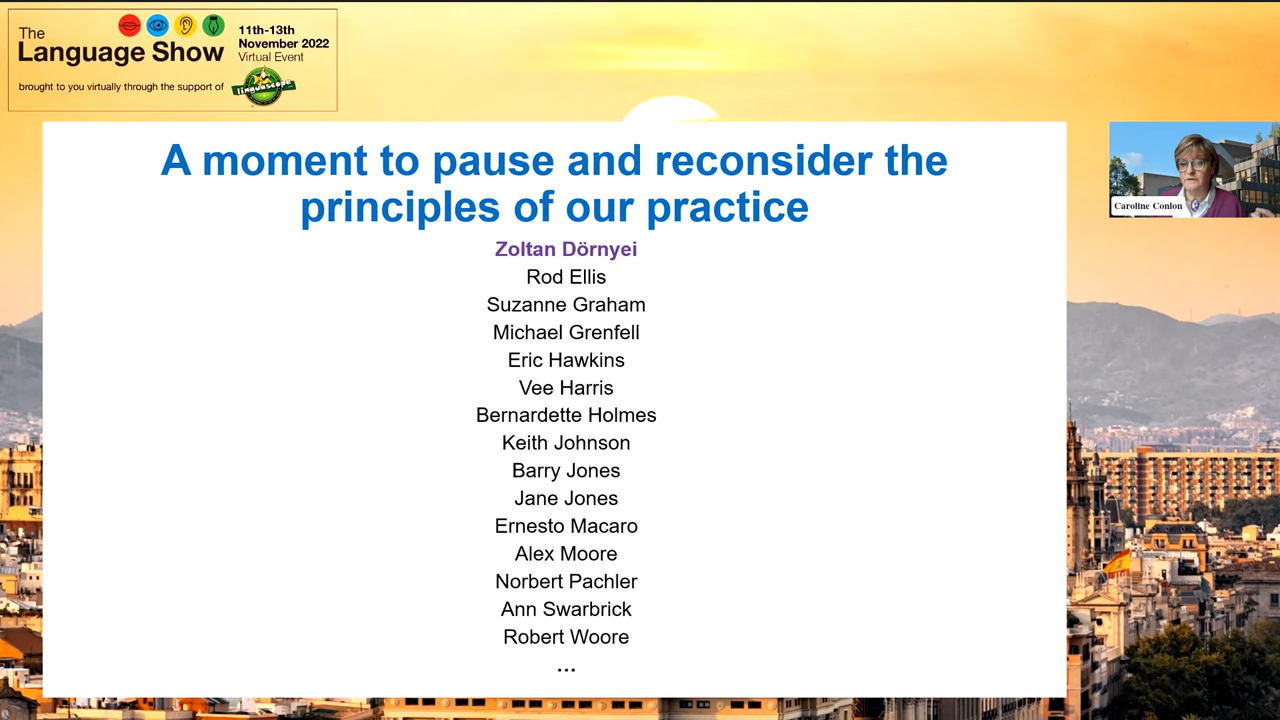 The
Language Show
11th-13th
November 2022
Virtual Event
brought to you virtually through the support of
linguascope
A moment to pause and reconsider the
principles of our practice
Zoltan Dörnyei
Rod Ellis
Suzanne Graham
Michael Grenfell
Eric Hawkins
Vee Harris
Bernardette Holmes
Keith Johnson
Barry Jones
Jane Jones
Ernesto Macaro
Alex Moore
Norbert Pachler
Ann Swarbrick
Robert Woore
...
Caroline Conlon